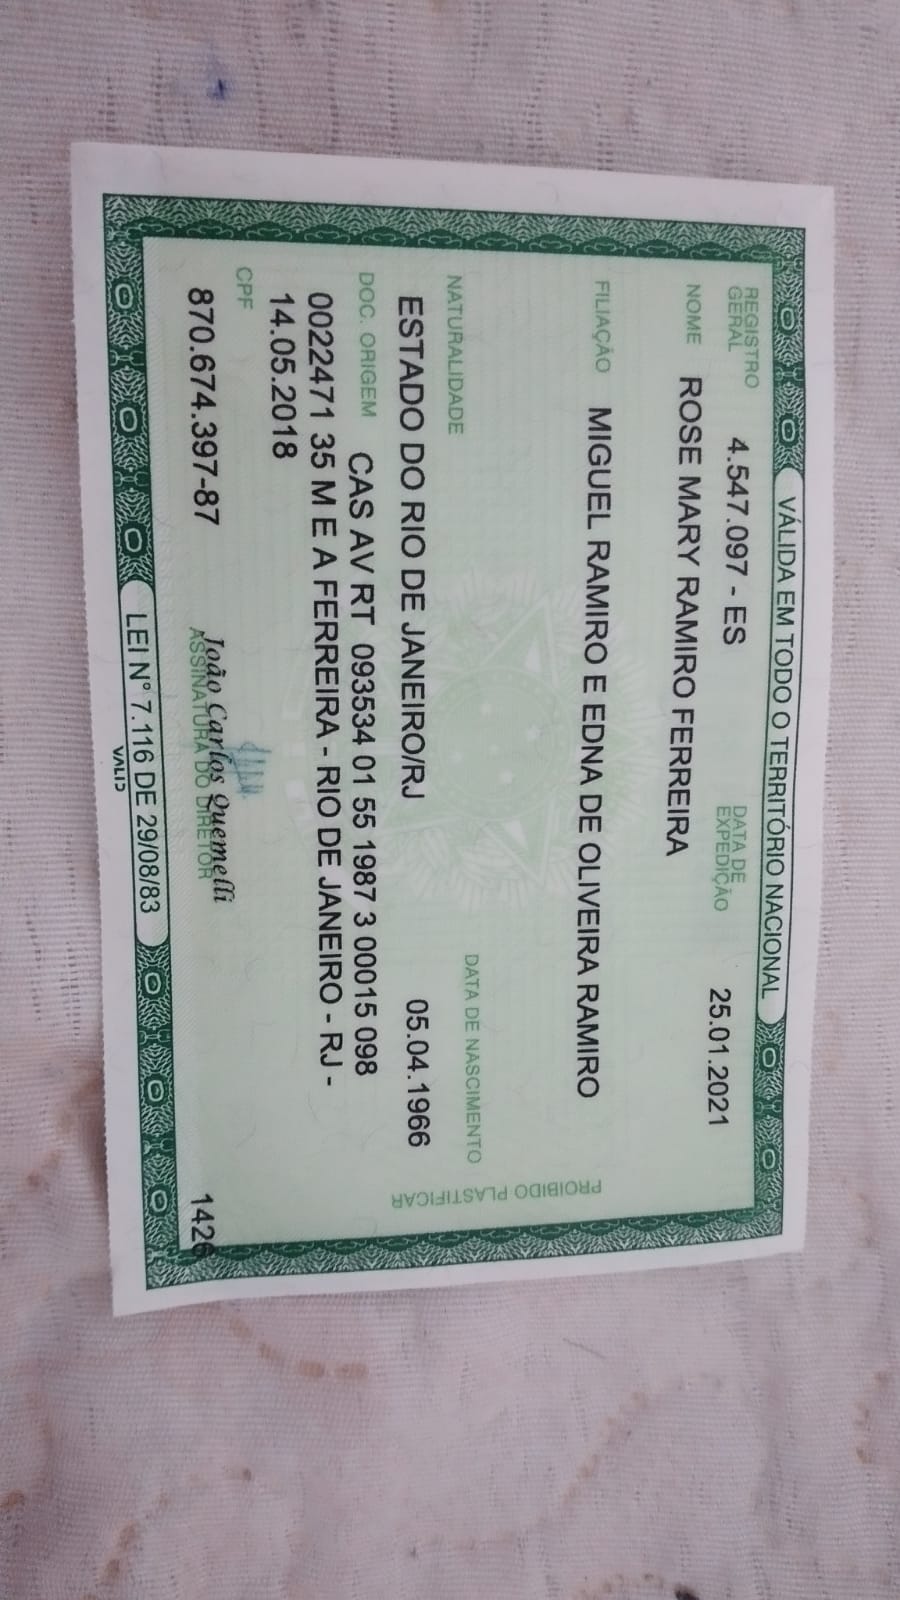 VÁLIDA EM TODO O TERRITÓRIO NACIONAL
REGISTRO GERAL 4.547.097 - ES DATA DE EXPEDIÇÃO 25.01.2021
NOME ROSE MARY RAMIRO FERREIRA
FILIAÇÃO MIGUEL RAMIRO E EDNA DE OLIVEIRA RAMIRO
NATURALIDADE DATA DE NASCIMENTO
ESTADO DO RIO DE JANEIRO/RJ 05.04.1966
DOC. ORIGEM CAS AV RT 093534 01 55 1987 3 00015 098
0022471 35 M E A FERREIRA - RIO DE JANEIRO - RJ -
14.05.2018
CPF
870.674.397-87
João Carlos Quemelli
ASSINATURA DO DIRETOR
1426
LEI Nº 7.116 DE 29/08/83
VALID
PROIBIDO PLASTIFICAR